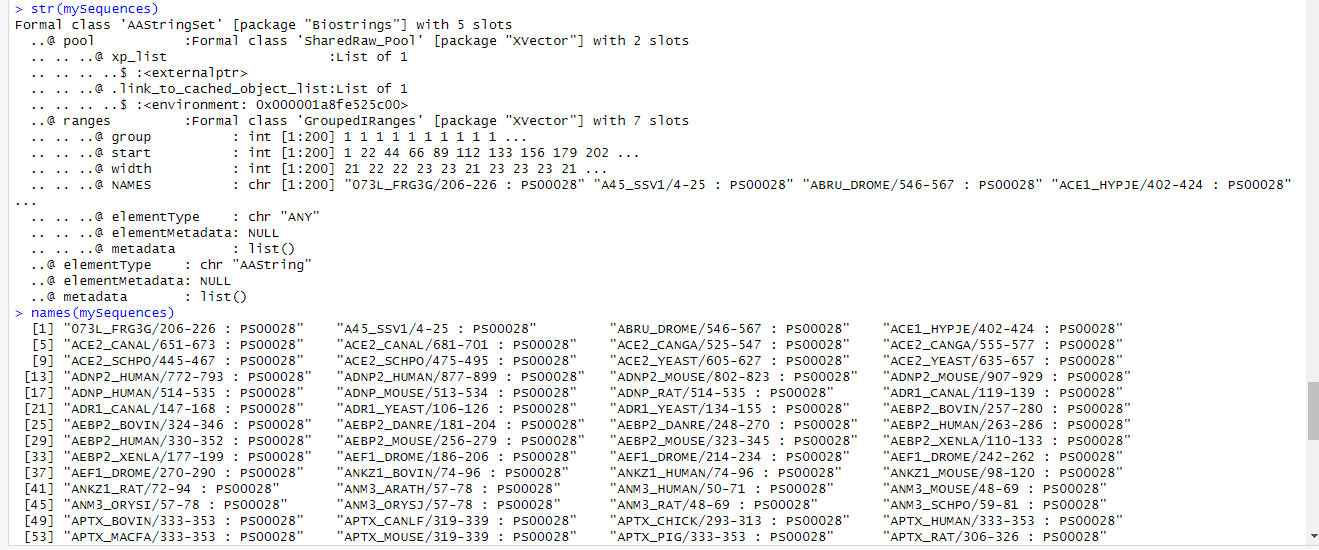 > str(mySequences)
Formal class 'AAStringSet' [package "Biostrings"] with 5 slots
  ..@ pool           :Formal class 'SharedRaw_Pool' [package "XVector"] with 2 slots
  .. .. ..@ xp_list                    :List of 1
  .. .. .. ..$ :<externalptr>
  .. .. ..@ .link_to_cached_object_list:List of 1
  .. .. .. ..$ :<environment: 0x000001a8fe525c00>
  ..@ ranges         :Formal class 'GroupedIRanges' [package "XVector"] with 7 slots
  .. .. ..@ group          : int [1:200] 1 1 1 1 1 1 1 1 1 1 ...
  .. .. ..@ start          : int [1:200] 1 22 44 66 89 112 133 156 179 202 ...
  .. .. ..@ width          : int [1:200] 21 22 22 23 23 21 23 23 23 21 ...
  .. .. ..@ NAMES          : chr [1:200] "073L_FRG3G/206-226 : PS00028" "A45_SSV1/4-25 : PS00028" "ABRU_DROME/546-567 : PS00028" "ACE1_HYPJE/402-424 : PS00028"
...
  .. .. ..@ elementType    : chr "ANY"
  .. .. ..@ elementMetadata: NULL
  .. .. ..@ metadata       : list()
  ..@ elementType    : chr "AAString"
  ..@ elementMetadata: NULL
  ..@ metadata       : list()
> names(mySequences)
  [1] "073L_FRG3G/206-226 : PS00028"    "A45_SSV1/4-25 : PS00028"         "ABRU_DROME/546-567 : PS00028"    "ACE1_HYPJE/402-424 : PS00028"
  [5] "ACE2_CANAL/651-673 : PS00028"    "ACE2_CANAL/681-701 : PS00028"    "ACE2_CANGA/525-547 : PS00028"    "ACE2_CANGA/555-577 : PS00028"
  [9] "ACE2_SCHPO/445-467 : PS00028"    "ACE2_SCHPO/475-495 : PS00028"    "ACE2_YEAST/605-627 : PS00028"    "ACE2_YEAST/635-657 : PS00028"
 [13] "ADNP2_HUMAN/772-793 : PS00028"   "ADNP2_HUMAN/877-899 : PS00028"   "ADNP2_MOUSE/802-823 : PS00028"   "ADNP2_MOUSE/907-929 : PS00028"
 [17] "ADNP_HUMAN/514-535 : PS00028"    "ADNP_MOUSE/513-534 : PS00028"    "ADNP_RAT/514-535 : PS00028"      "ADR1_CANAL/119-139 : PS00028"
 [21] "ADR1_CANAL/147-168 : PS00028"    "ADR1_YEAST/106-126 : PS00028"    "ADR1_YEAST/134-155 : PS00028"    "AEBP2_BOVIN/257-280 : PS00028"
 [25] "AEBP2_BOVIN/324-346 : PS00028"   "AEBP2_DANRE/181-204 : PS00028"   "AEBP2_DANRE/248-270 : PS00028"   "AEBP2_HUMAN/263-286 : PS00028"
 [29] "AEBP2_HUMAN/330-352 : PS00028"   "AEBP2_MOUSE/256-279 : PS00028"   "AEBP2_MOUSE/323-345 : PS00028"   "AEBP2_XENLA/110-133 : PS00028"
 [33] "AEBP2_XENLA/177-199 : PS00028"   "AEF1_DROME/186-206 : PS00028"    "AEF1_DROME/214-234 : PS00028"    "AEF1_DROME/242-262 : PS00028"
 [37] "AEF1_DROME/270-290 : PS00028"    "ANKZ1_BOVIN/74-96 : PS00028"     "ANKZ1_HUMAN/74-96 : PS00028"     "ANKZ1_MOUSE/98-120 : PS00028"
 [41] "ANKZ1_RAT/72-94 : PS00028"       "ANM3_ARATH/57-78 : PS00028"      "ANM3_HUMAN/50-71 : PS00028"      "ANM3_MOUSE/48-69 : PS00028"
 [45] "ANM3_ORYSI/57-78 : PS00028"      "ANM3_ORYSJ/57-78 : PS00028"      "ANM3_RAT/48-69 : PS00028"        "ANM3_SCHPO/59-81 : PS00028"
 [49] "APTX_BOVIN/333-353 : PS00028"    "APTX_CANLF/319-339 : PS00028"    "APTX_CHICK/293-313 : PS00028"    "APTX_HUMAN/333-353 : PS00028"
 [53] "APTX_MACFA/333-353 : PS00028"    "APTX_MOUSE/319-339 : PS00028"    "APTX_PIG/333-353 : PS00028"      "APTX_RAT/306-326 : PS00028"